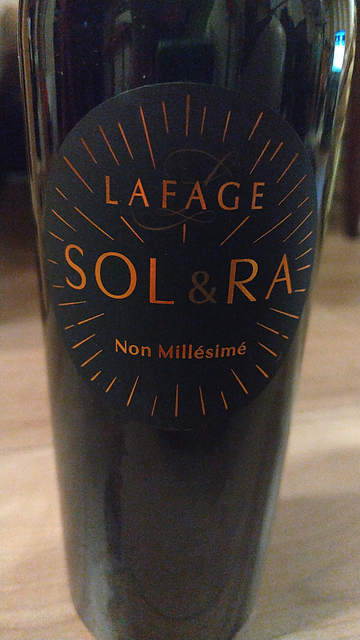 LAFAGE
SOL & RA
Non Millésimé